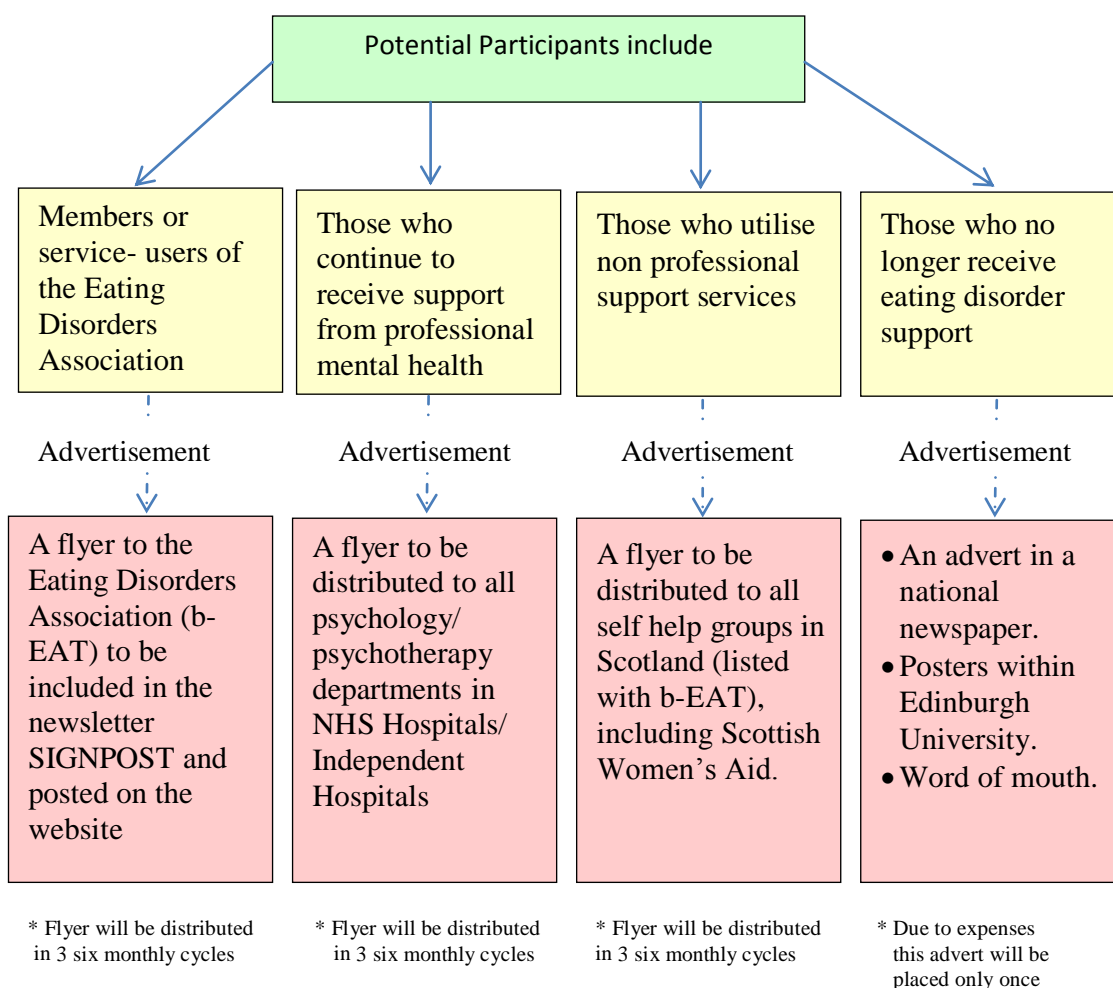 Potential Participants include
Members or
service- users of
the Eating
Disorders
Association
Those who
continue to
receive support
from professional
mental health
Those who utilise
non professional
support services
Those who no
longer receive
eating disorder
support
Advertisement
Advertisement
Advertisement
Advertisement
A flyer to the
Eating Disorders
Association (b-
EAT) to be
included in the
newsletter
SIGNPOST and
posted on the
website
A flyer to be
distributed to all
psychology/
psychotherapy
departments in
NHS Hospitals/
Independent
Hospitals
A flyer to be
distributed to all
self help groups in
Scotland (listed
with b-EAT),
including Scottish
Women’s Aid.
• An advert in a
national
newspaper.
• Posters within
Edinburgh
University.
• Word of mouth.
* Flyer will be distributed
in 3 six monthly cycles
* Flyer will be distributed
in 3 six monthly cycles
* Flyer will be distributed
in 3 six monthly cycles
* Due to expenses
this advert will be
placed only once